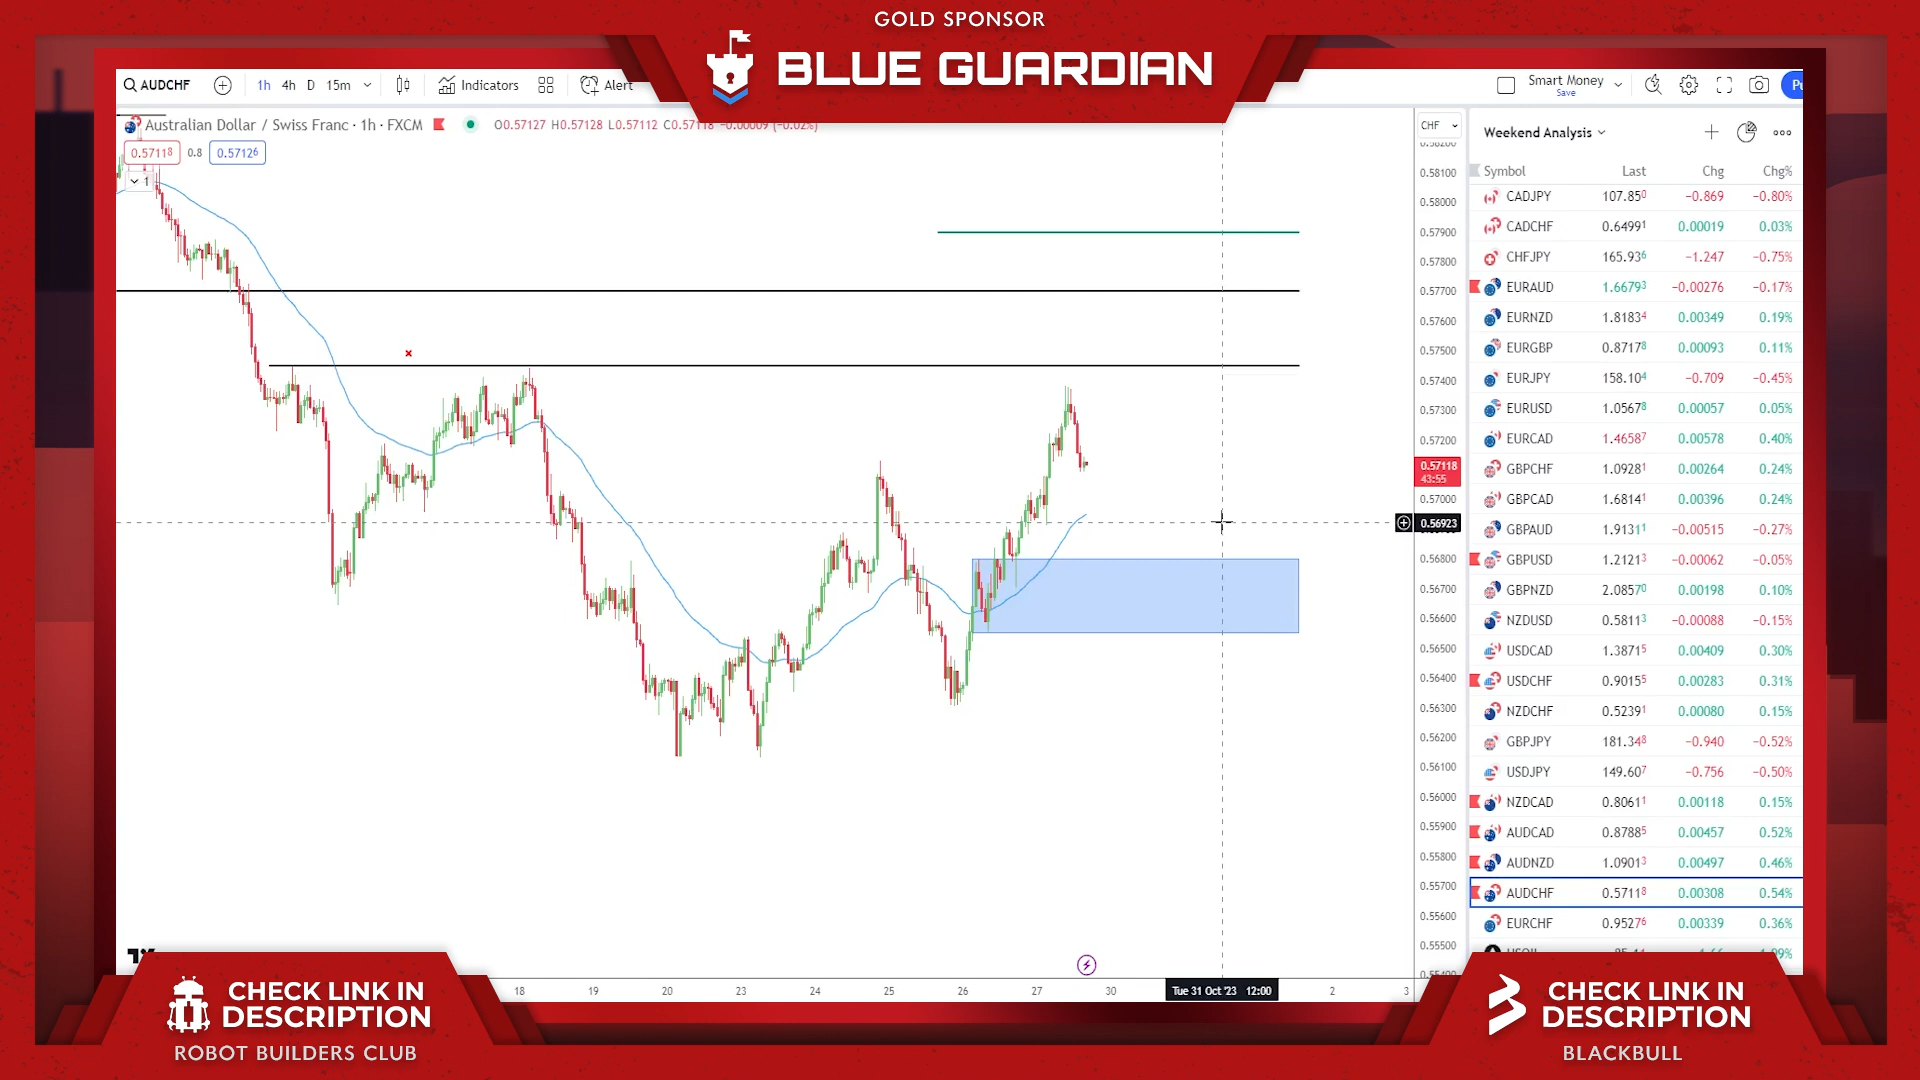 GOLD SPONSOR
BLUE GUARDIAN
AUDCHF
1h 4h D 15m
Indicators
Alert
Smart Money
Save
Australian Dollar / Swiss Franc · 1h · FXCM
O0.57127 H0.57128 L0.57112 C0.57118 −0.00009 (−0.02%)
0.57118 0.8 0.57126
1
CHF
0.58100
0.58000
0.57900
0.57800
0.57700
0.57600
0.57500
0.57400
0.57300
0.57200
0.57118
43:55
0.57000
0.56923
0.56800
0.56700
0.56600
0.56500
0.56400
0.56300
0.56200
0.56100
0.56000
0.55900
0.55800
0.55700
0.55600
0.55500
18 19 20 23 24 25 26 27 30 Tue 31 Oct '23 12:00 2 3
Weekend Analysis
Symbol Last Chg Chg%
CADJPY 107.850 −0.869 −0.80%
CADCHF 0.64991 0.00019 0.03%
CHFJPY 165.936 −1.247 −0.75%
EURAUD 1.66793 −0.00276 −0.17%
EURNZD 1.81834 0.00349 0.19%
EURGBP 0.87178 0.00093 0.11%
EURJPY 158.104 −0.709 −0.45%
EURUSD 1.05678 0.00057 0.05%
EURCAD 1.46587 0.00578 0.40%
GBPCHF 1.09281 0.00264 0.24%
GBPCAD 1.68141 0.00396 0.24%
GBPAUD 1.91311 −0.00515 −0.27%
GBPUSD 1.21213 −0.00062 −0.05%
GBPNZD 2.08570 0.00198 0.10%
NZDUSD 0.58113 −0.00088 −0.15%
USDCAD 1.38715 0.00409 0.30%
USDCHF 0.90155 0.00283 0.31%
NZDCHF 0.52391 0.00080 0.15%
GBPJPY 181.348 −0.940 −0.52%
USDJPY 149.607 −0.756 −0.50%
NZDCAD 0.80611 0.00118 0.15%
AUDCAD 0.87885 0.00457 0.52%
AUDNZD 1.09013 0.00497 0.46%
AUDCHF 0.57118 0.00308 0.54%
EURCHF 0.95276 0.00339 0.36%
CHECK LINK IN
DESCRIPTION
ROBOT BUILDERS CLUB
CHECK LINK IN
DESCRIPTION
BLACKBULL